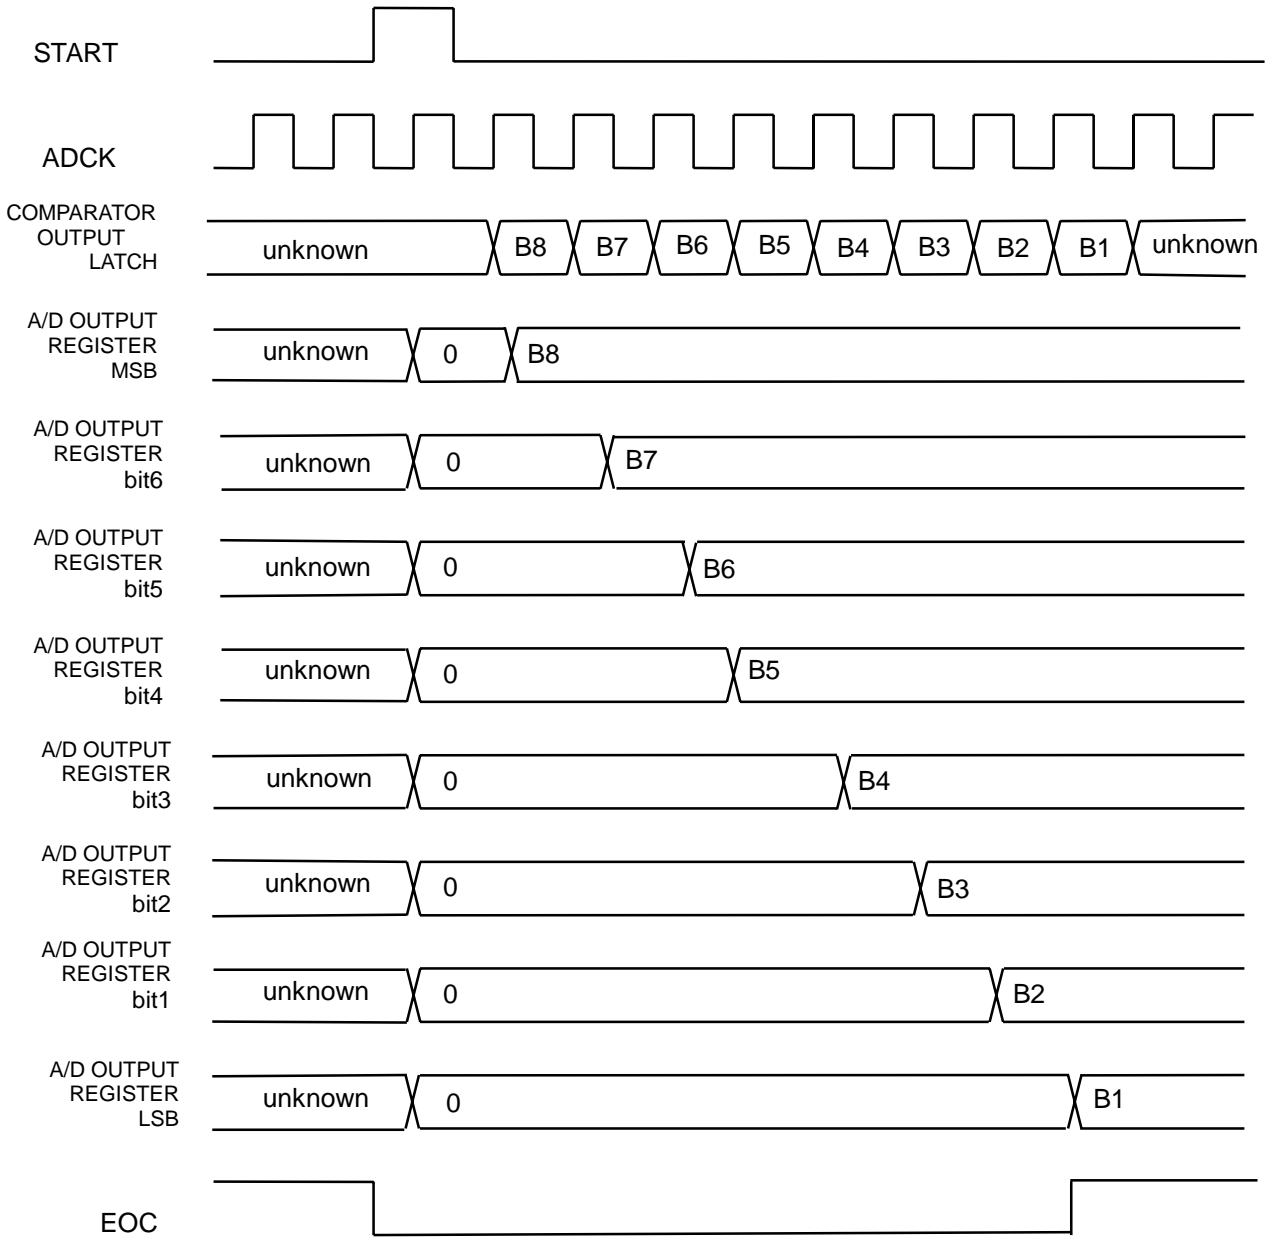 START
ADCK
COMPARATOR
OUTPUT
LATCH
unknown B8 B7 B6 B5 B4 B3 B2 B1 unknown
A/D OUTPUT
REGISTER
MSB
unknown 0 B8
A/D OUTPUT
REGISTER
bit6
unknown 0 B7
A/D OUTPUT
REGISTER
bit5
unknown 0 B6
A/D OUTPUT
REGISTER
bit4
unknown 0 B5
A/D OUTPUT
REGISTER
bit3
unknown 0 B4
A/D OUTPUT
REGISTER
bit2
unknown 0 B3
A/D OUTPUT
REGISTER
bit1
unknown 0 B2
A/D OUTPUT
REGISTER
LSB
unknown 0 B1
EOC